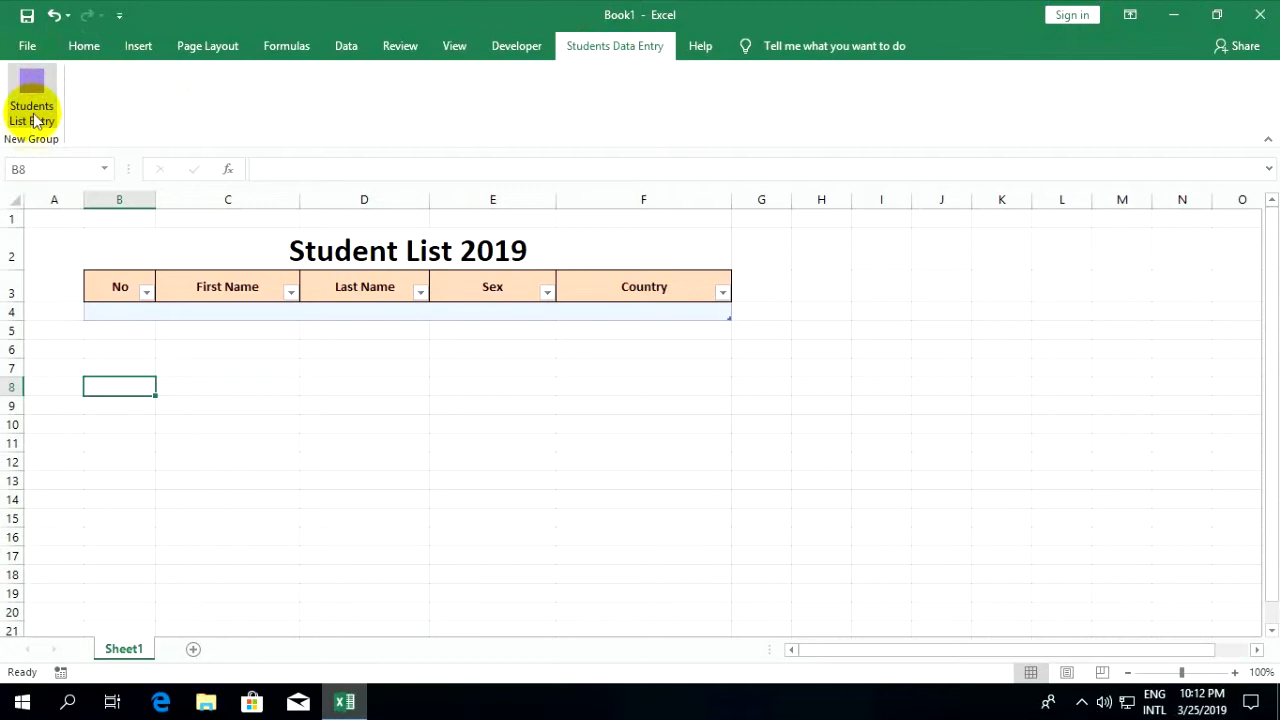 Book1 - Excel
Sign in
File Home Insert Page Layout Formulas Data Review View Developer Students Data Entry Help Tell me what you want to do Share
Students
List Entry
New Group
B8 fx
A B C D E F G H I J K L M N O
1
2 Student List 2019
3 No First Name Last Name Sex Country
4
5
6
7
8
9
10
11
12
13
14
15
16
17
18
19
20
21
Sheet1
Ready 100%
ENG 10:12 PM
INTL 3/25/2019